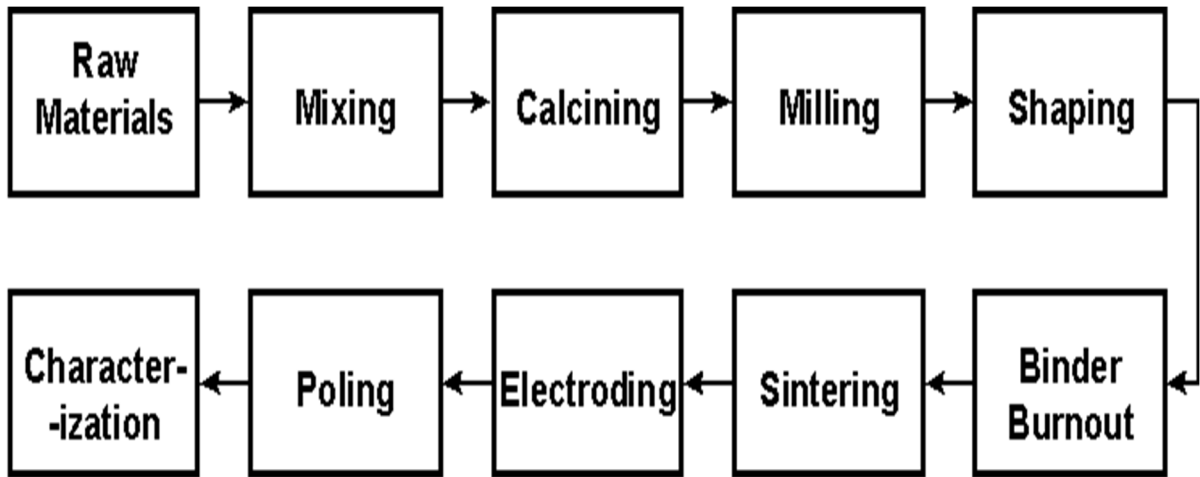 Raw
Materials
Mixing
Calcining
Milling
Shaping
Binder
Burnout
Sintering
Electroding
Poling
Character-
-ization